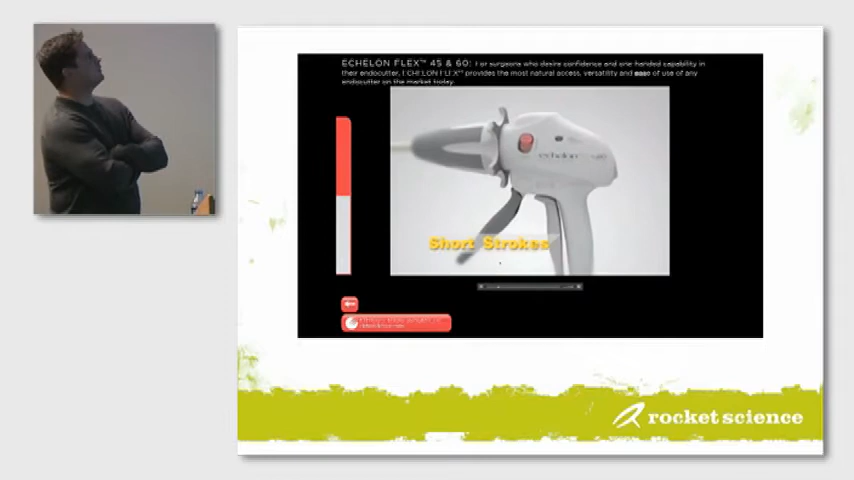 ECHELON FLEX™ 45 & 60: For surgeons who desire confidence and one handed capability in
their endocutter, ECHELON FLEX™ provides the most natural access, versatility and ease of use of any
endocutter on the market today.
echelon
Short Strokes
rocket science